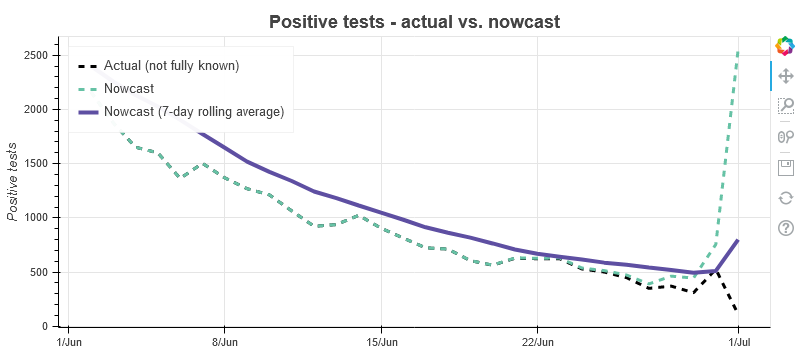 Positive tests - actual vs. nowcast
Actual (not fully known)
Nowcast
Nowcast (7-day rolling average)
Positive tests
2500
2000
1500
1000
500
0
1/Jun
8/Jun
15/Jun
22/Jun
1/Jul